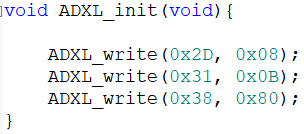 void ADXL_init(void){
ADXL_write(0x2D, 0x08);
ADXL_write(0x31, 0x0B);
ADXL_write(0x38, 0x80);
}